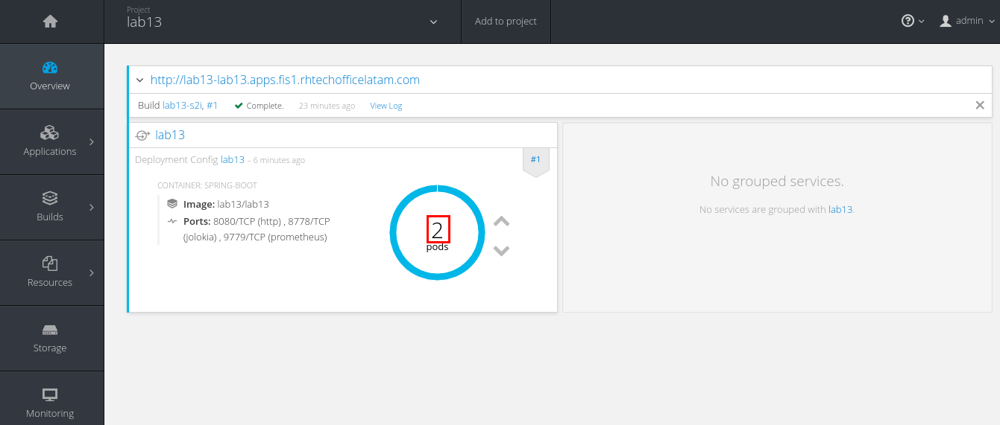 Project
lab13
Add to project
admin
Overview
Applications
Builds
Resources
Storage
Monitoring
http://lab13-lab13.apps.fis1.rhtechofficelatam.com
Build lab13-s2i, #1 Complete. 23 minutes ago View Log
lab13
Deployment Config lab13 – 6 minutes ago
#1
CONTAINER: SPRING-BOOT
Image: lab13/lab13
Ports: 8080/TCP (http) , 8778/TCP
(jolokia) , 9779/TCP (prometheus)
2
pods
No grouped services.
No services are grouped with lab13.